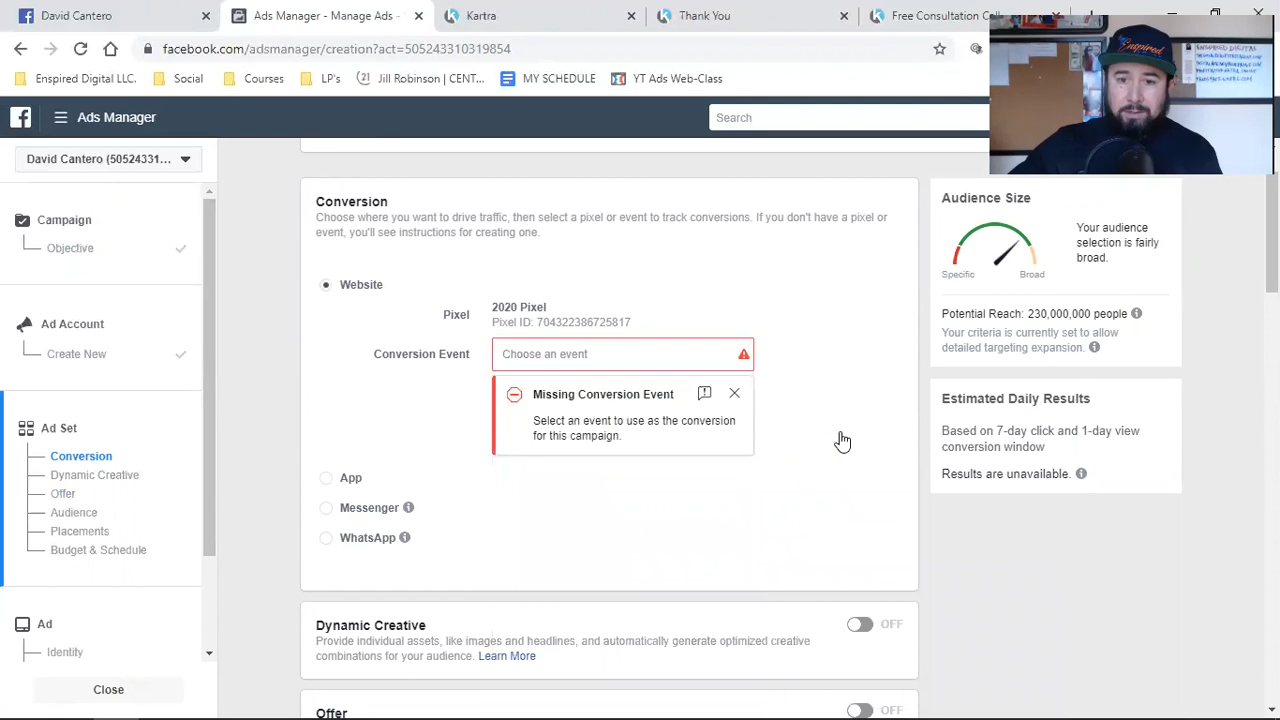 David Cantero
Ads Manager - Manage Ads -
Kartra
Thank You
Free Consultation C
facebook.com/adsmanager/creation?act=505243310319854
Enspired Digital LLC.
Social
Courses
LP's
Jill Robinson | CENT...
YT SCHEDULE
YT Ads Web-Class
Ads Manager
Search
Enspired
David Cantero (50524331...
Campaign
Objective
Ad Account
Create New
Ad Set
Conversion
Dynamic Creative
Offer
Audience
Placements
Budget & Schedule
Ad
Identity
Close
Conversion
Choose where you want to drive traffic, then select a pixel or event to track conversions. If you don't have a pixel or
event, you'll see instructions for creating one.
Website
Pixel
2020 Pixel
Pixel ID: 704322386725817
Conversion Event
Choose an event
Missing Conversion Event
Select an event to use as the conversion
for this campaign.
App
Messenger
WhatsApp
Dynamic Creative
OFF
Provide individual assets, like images and headlines, and automatically generate optimized creative
combinations for your audience. Learn More
Offer
OFF
Audience Size
Your audience
selection is fairly
broad.
Specific
Broad
Potential Reach: 230,000,000 people
Your criteria is currently set to allow
detailed targeting expansion.
Estimated Daily Results
Based on 7-day click and 1-day view
conversion window
Results are unavailable.